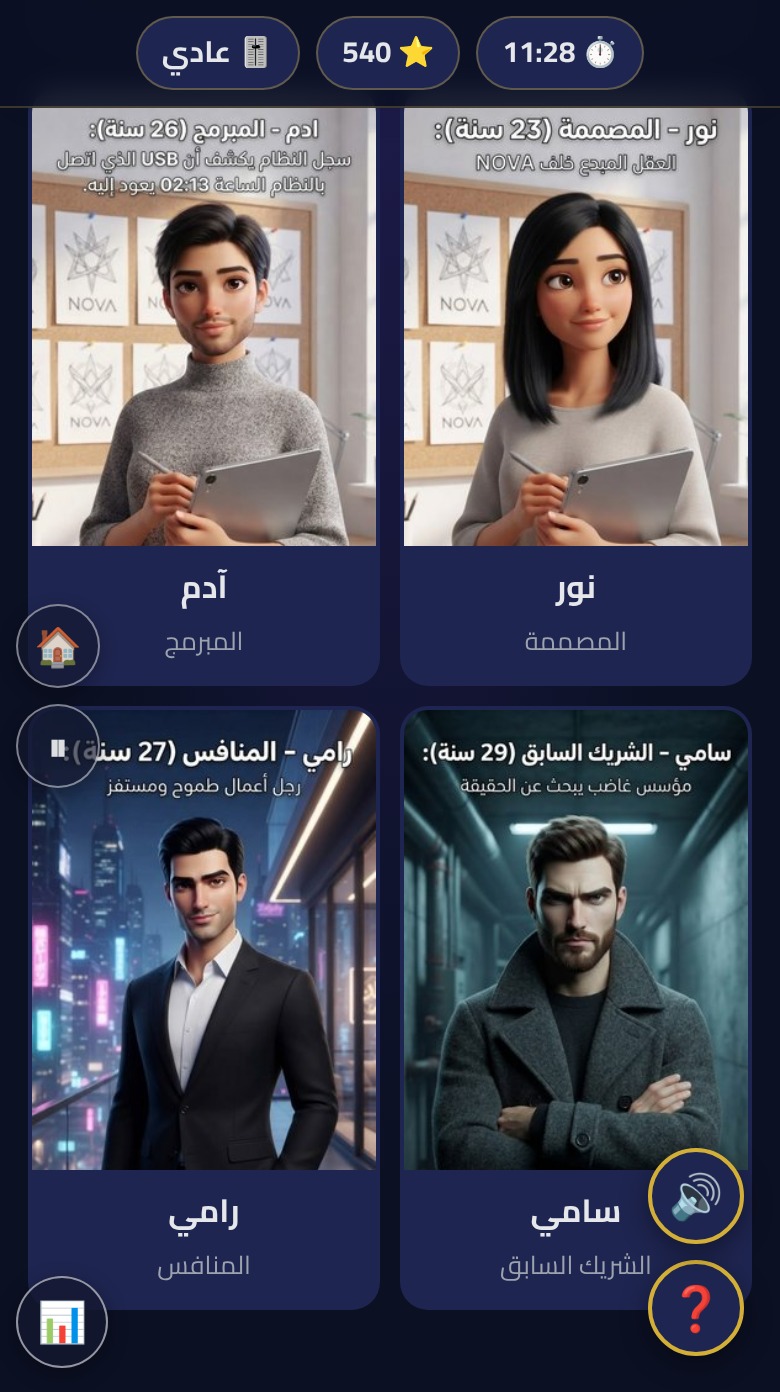 11:28
540
عادي
نور - المصممة (23 سنة):
العقل المبدع خلف NOVA
NOVA
NOVA
نور
المصممة
ادم - المبرمج (26 سنة):
سجل النظام يكشف أن USB الذي اتصل
بالنظام الساعة 02:13 يعود إليه.
NOVA
NOVA
آدم
المبرمج
سامي - الشريك السابق (29 سنة):
مؤسس غاضب يبحث عن الحقيقة
سامي
الشريك السابق
رامي - المنافس (27 سنة):
رجل أعمال طموح ومستفز
رامي
المنافس